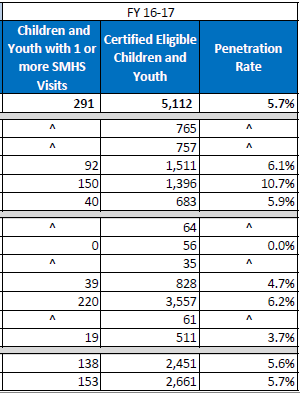 FY 16-17
Children and Youth with 1 or more SMHS Visits Certified Eligible Children and Youth Penetration Rate
291 5,112 5.7%
^ 765 ^
^ 757 ^
92 1,511 6.1%
150 1,396 10.7%
40 683 5.9%
^ 64 ^
0 56 0.0%
^ 35 ^
39 828 4.7%
220 3,557 6.2%
^ 61 ^
19 511 3.7%
138 2,451 5.6%
153 2,661 5.7%